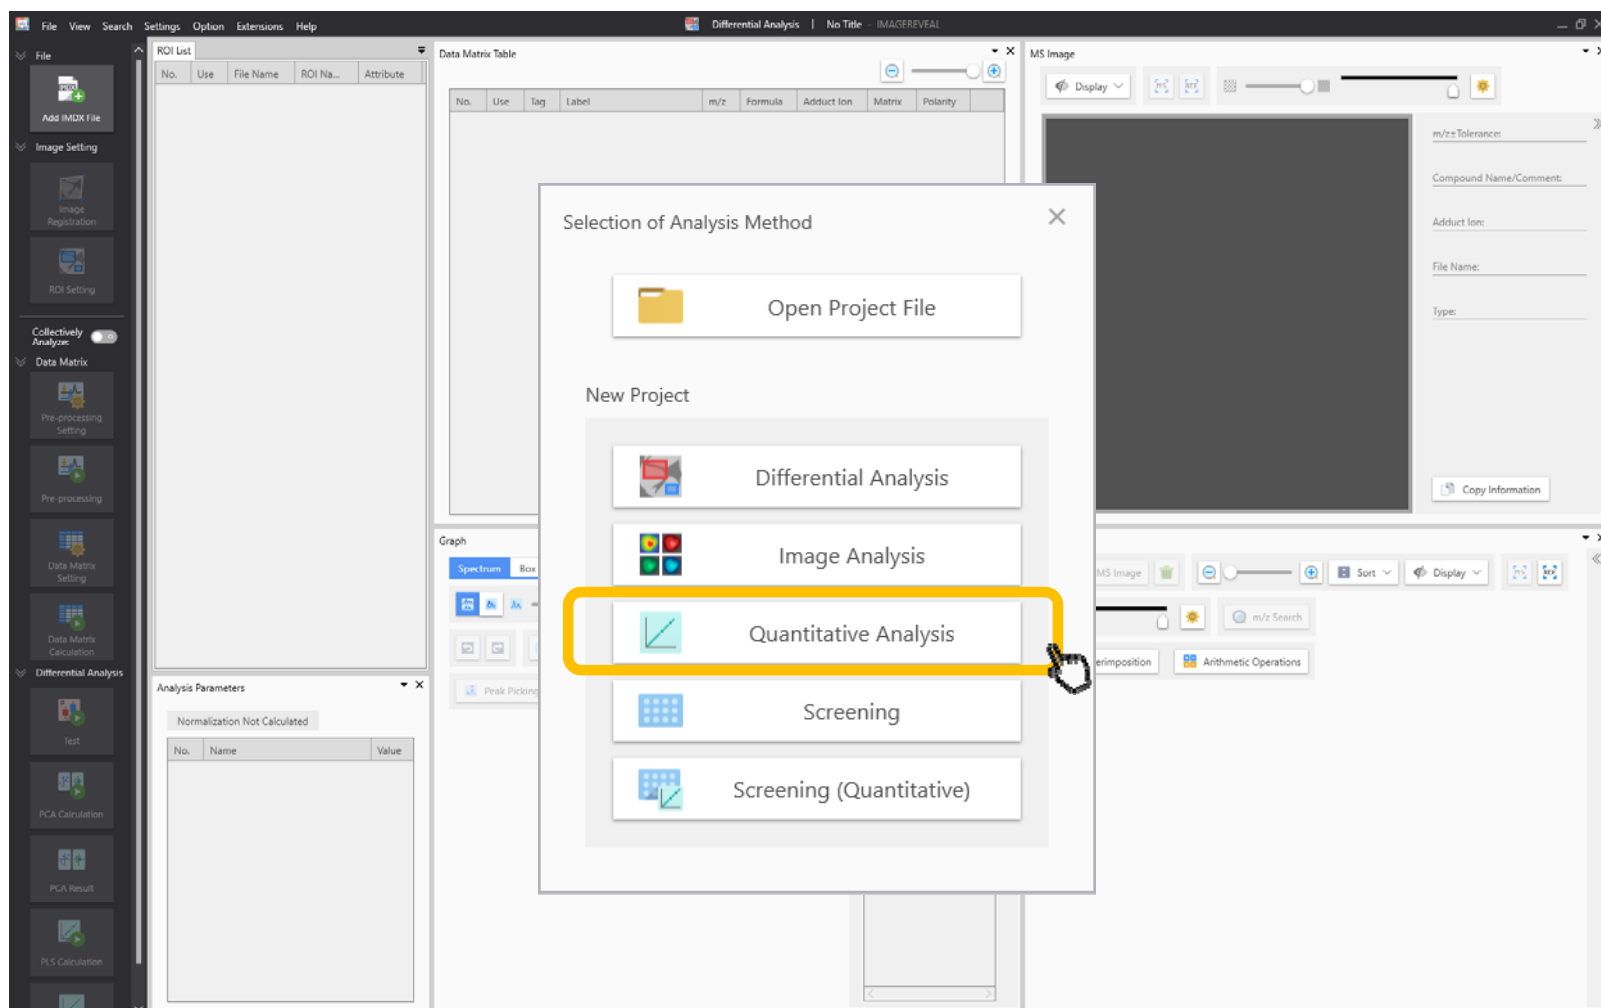 File View Search Settings Option Extensions Help
Differential Analysis | No Title - IMAGEREVEAL
File
Add IMDX File
Image Setting
Image
Registration
ROI Setting
Collectively
Analyze:
Data Matrix
Pre-processing
Setting
Pre-processing
Data Matrix
Setting
Data Matrix
Calculation
Differential Analysis
Test
PCA Calculation
PCA Result
PLS Calculation
ROI List
No. Use File Name ROI Na... Attribute
Analysis Parameters
Normalization Not Calculated
No. Name Value
Data Matrix Table
No. Use Tag Label m/z Formula Adduct Ion Matrix Polarity
Graph
Spectrum Box
Peak Picking
Selection of Analysis Method
Open Project File
New Project
Differential Analysis
Image Analysis
Quantitative Analysis
Screening
Screening (Quantitative)
MS Image
Display
m/z±Tolerance:
Compound Name/Comment:
Adduct Ion:
File Name:
Type:
Copy Information
MS Image Sort Display
m/z Search
erimposition Arithmetic Operations